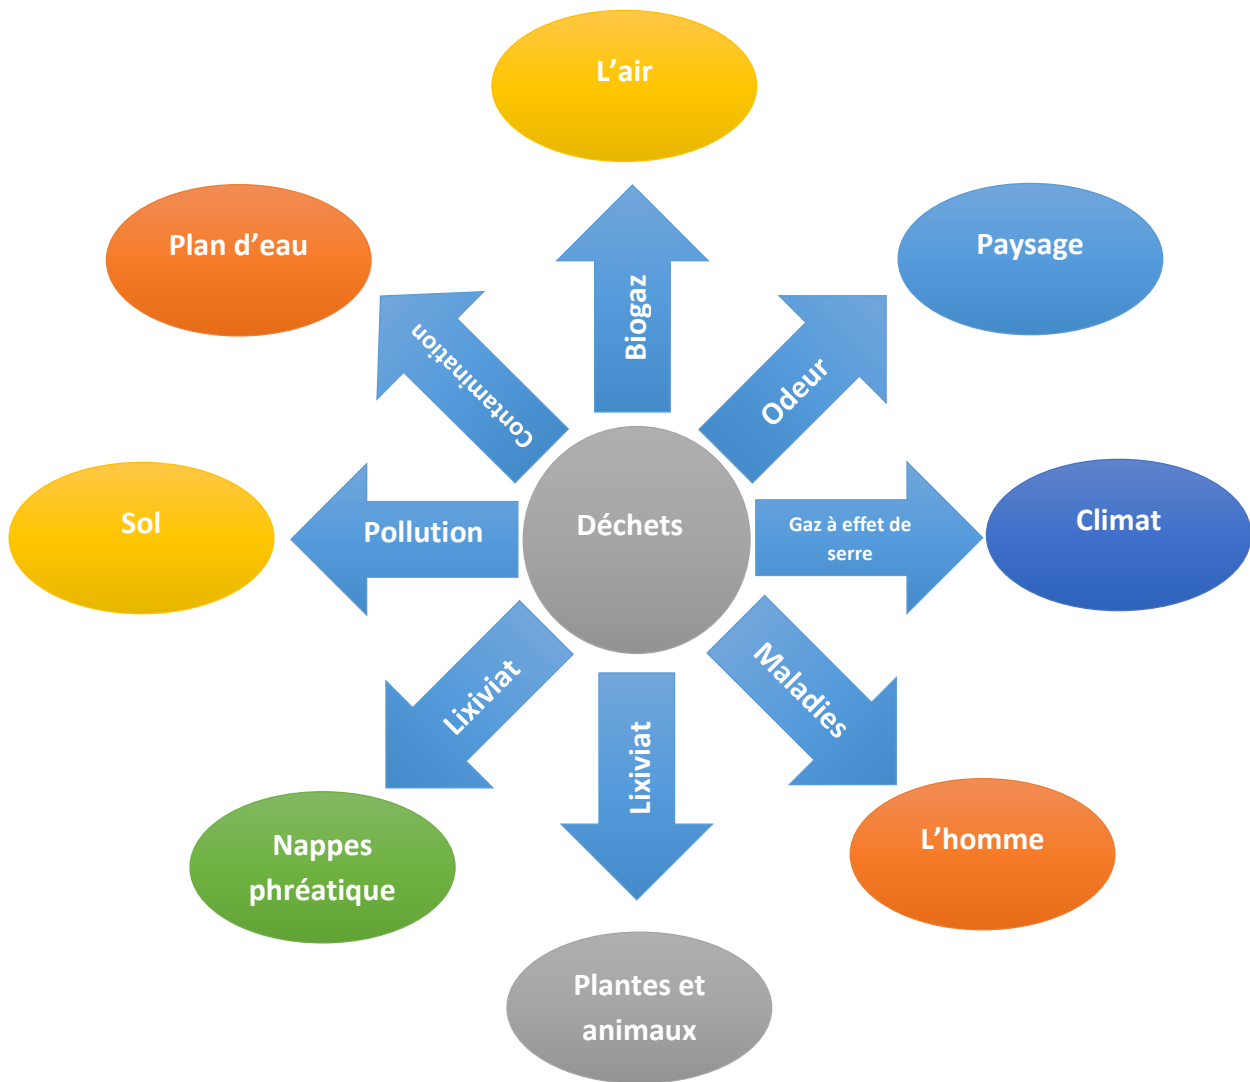 L’air
Plan d’eau
Paysage
Biogaz
Contamination
Odeur
Sol
Pollution
Déchets
Gaz à effet de
serre
Climat
Lixiviat
Lixiviat
Maladies
Nappes
phréatique
L’homme
Plantes et
animaux